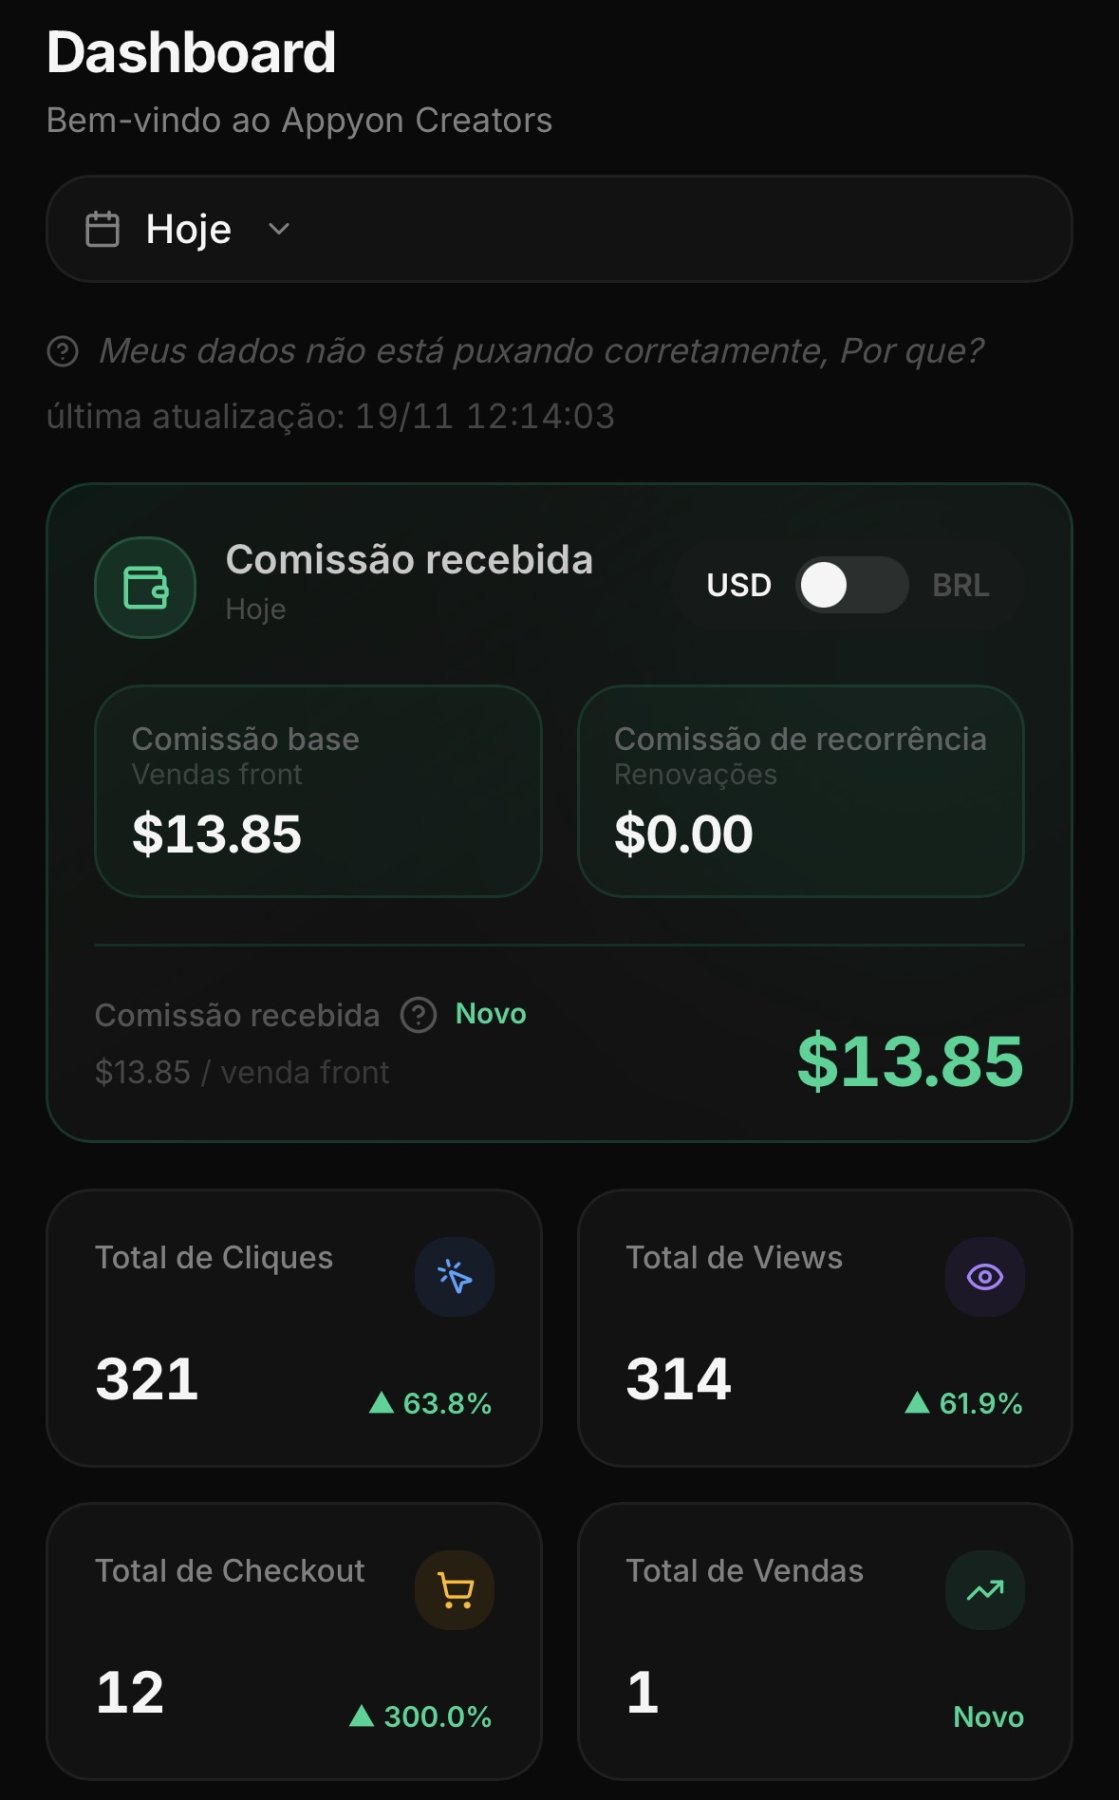 Dashboard
Bem-vindo ao Appyon Creators
Hoje
Meus dados não está puxando corretamente, Por que?
última atualização: 19/11 12:14:03
Comissão recebida
Hoje
USD
BRL
Comissão base
Vendas front
$13.85
Comissão de recorrência
Renovações
$0.00
Comissão recebida
Novo
$13.85 / venda front
$13.85
Total de Cliques
321
63.8%
Total de Views
314
61.9%
Total de Checkout
12
300.0%
Total de Vendas
1
Novo